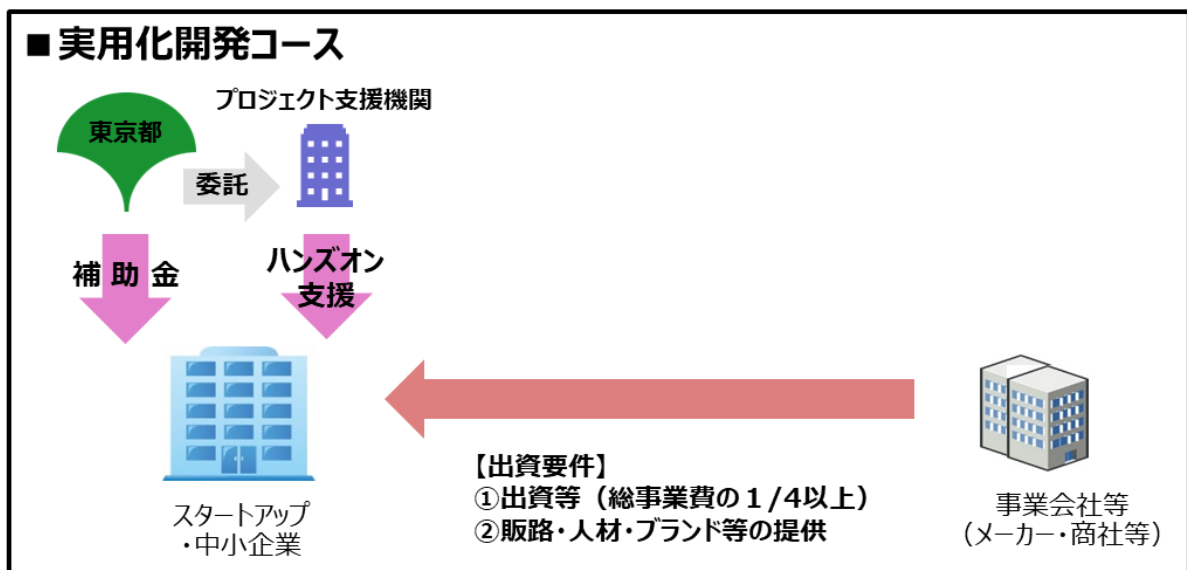 ■実用化開発コース
プロジェクト支援機関
東京都
委託
補 助 金
ハンズオン
支援
【出資要件】
①出資等（総事業費の１/4以上）
②販路・人材・ブランド等の提供
スタートアップ
・中小企業
事業会社等
（メーカー・商社等）